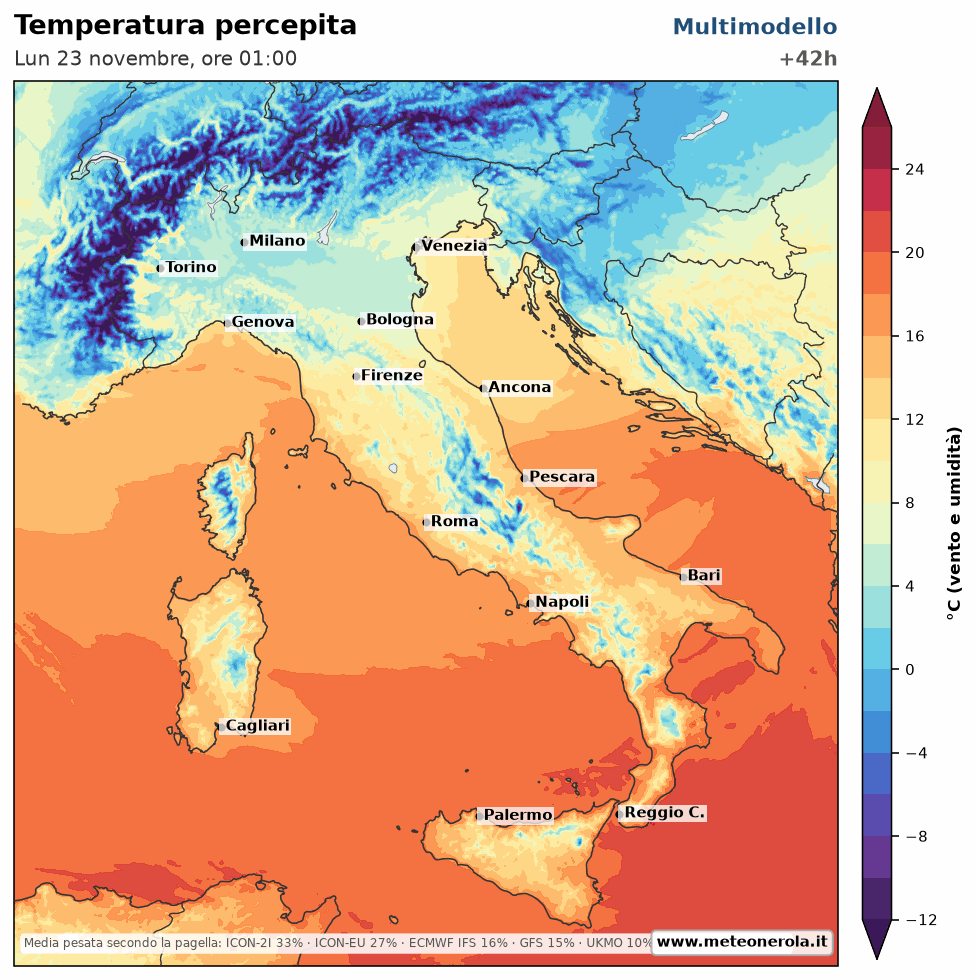 Temperatura percepita
Multimodello
Lun 23 novembre, ore 01:00
+42h
Milano
Venezia
Torino
Genova
Bologna
Firenze
Ancona
Pescara
Roma
Bari
Napoli
Cagliari
Palermo
Reggio C.
24
20
16
12
8
4
0
−4
−8
−12
°C (vento e umidità)
Media pesata secondo la pagella: ICON-2I 33% · ICON-EU 27% · ECMWF IFS 16% · GFS 15% · UKMO 10%
www.meteonerola.it